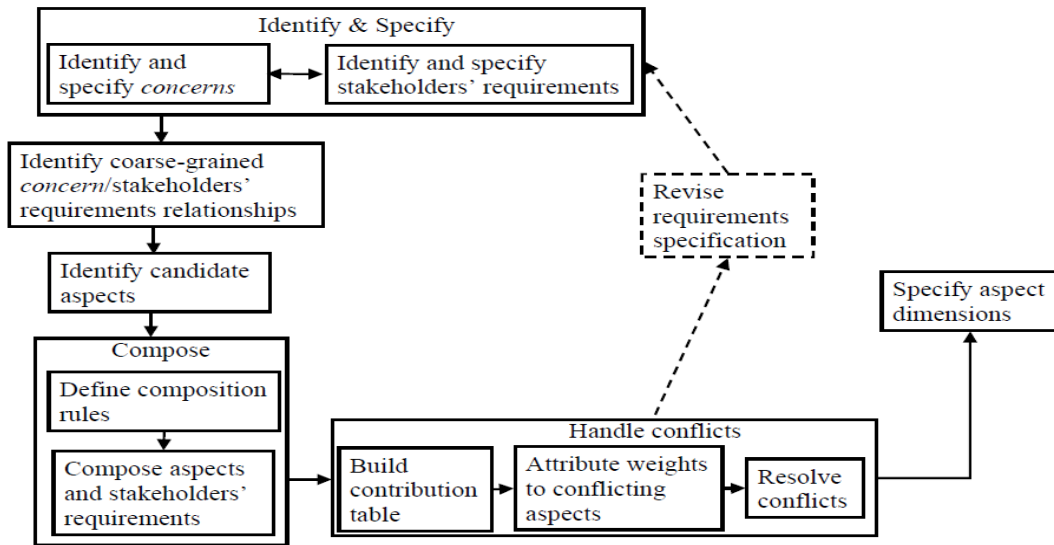 Identify & Specify
Identify and
specify concerns
Identify and specify
stakeholders’ requirements
Identify coarse-grained
concern/stakeholders’
requirements relationships
Revise
requirements
specification
Identify candidate
aspects
Specify aspect
dimensions
Compose
Define composition
rules
Compose aspects
and stakeholders’
requirements
Handle conflicts
Build
contribution
table
Attribute weights
to conflicting
aspects
Resolve
conflicts